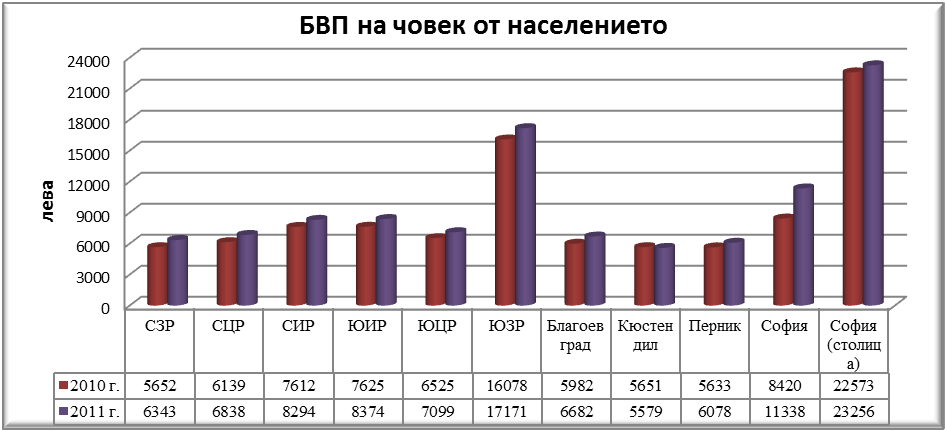 БВП на човек от населението
лева
24000
21000
18000
15000
12000
9000
6000
3000
0
СЗР СЦР СИР ЮИР ЮЦР ЮЗР Благоев Кюстен Перник София София
град дил (столиц
а)
2010 г. 5652 6139 7612 7625 6525 16078 5982 5651 5633 8420 22573
2011 г. 6343 6838 8294 8374 7099 17171 6682 5579 6078 11338 23256